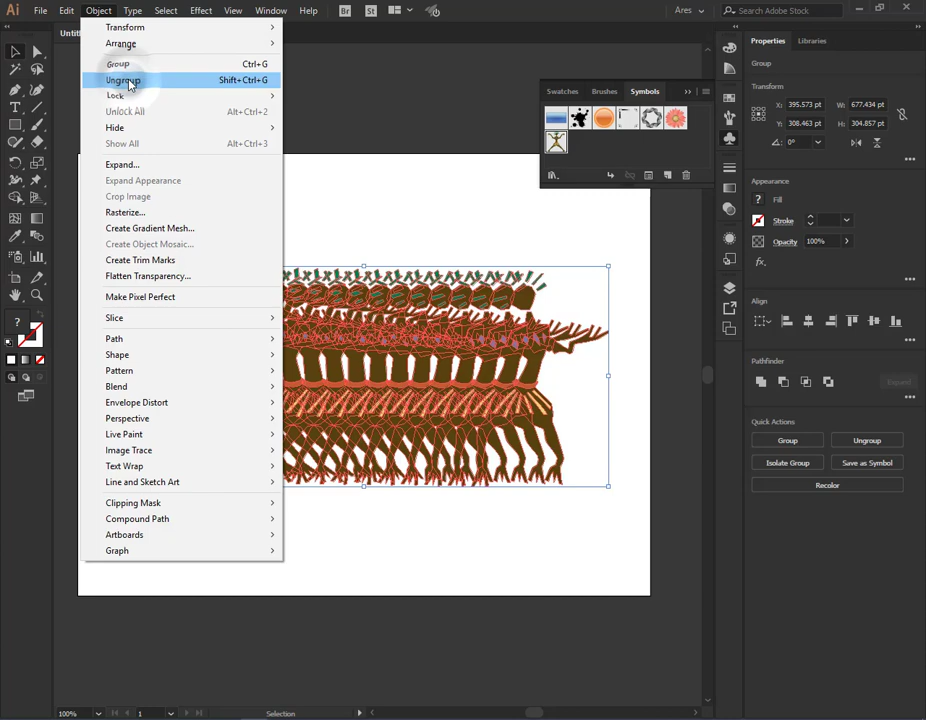 Ai File Edit Object Type Select Effect View Window Help Br St Ares Search Adobe Stock
Untit
Transform
Arrange
Group Ctrl+G
Ungroup Shift+Ctrl+G
Lock
Unlock All Alt+Ctrl+2
Hide
Show All Alt+Ctrl+3
Expand...
Expand Appearance
Crop Image
Rasterize...
Create Gradient Mesh...
Create Object Mosaic...
Create Trim Marks
Flatten Transparency...
Make Pixel Perfect
Slice
Path
Shape
Pattern
Blend
Envelope Distort
Perspective
Live Paint
Image Trace
Text Wrap
Line and Sketch Art
Clipping Mask
Compound Path
Artboards
Graph
Swatches Brushes Symbols
Properties Libraries
Group
Transform
X: 395.573 pt W: 677.434 pt
Y: 308.463 pt H: 304.857 pt
0°
Appearance
? Fill
Stroke
Opacity 100%
fx
Align
Pathfinder
Expand
Quick Actions
Group Ungroup
Isolate Group Save as Symbol
Recolor
?
100% 1 Selection